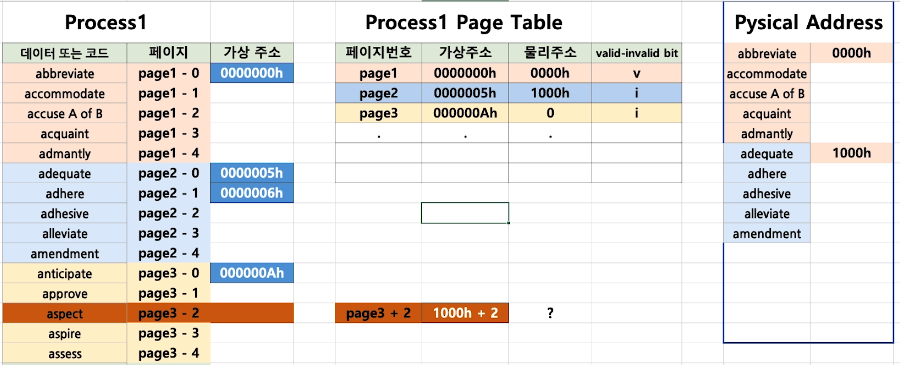 Process1
Process1 Page Table
Pysical Address
데이터 또는 코드 페이지 가상 주소
페이지번호 가상주소 물리주소 valid-invalid bit
abbreviate 0000h
abbreviate page1 - 0 0000000h
page1 0000000h 0000h v
accommodate
accommodate page1 - 1
page2 0000005h 1000h i
accuse A of B
accuse A of B page1 - 2
page3 000000Ah 0 i
acquaint
acquaint page1 - 3
. . .
admantly
admantly page1 - 4
adequate 1000h
adequate page2 - 0 0000005h
adhere
adhere page2 - 1 0000006h
adhesive
adhesive page2 - 2
alleviate
alleviate page2 - 3
amendment
amendment page2 - 4
anticipate page3 - 0 000000Ah
approve page3 - 1
aspect page3 - 2
page3 + 2 1000h + 2 ?
aspire page3 - 3
assess page3 - 4